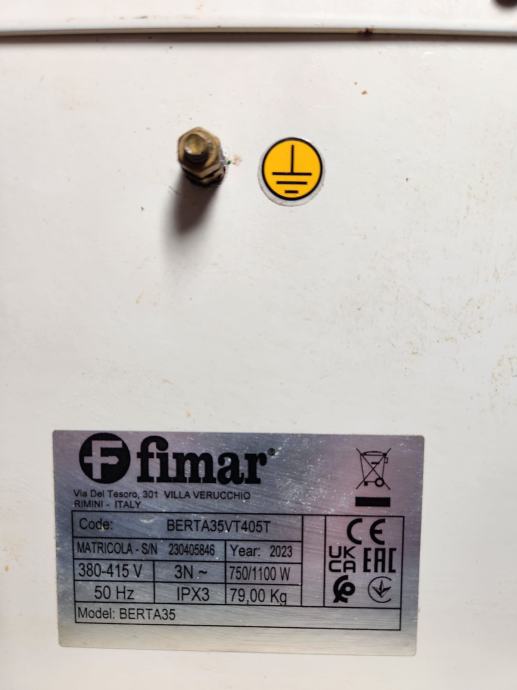 fimar®
Via Del Tesoro, 301 VILLA VERUCCHIO
RIMINI - ITALY
Code: BERTA35VT405T
MATRICOLA - S/N 230405846 Year: 2023
380-415 V 3N ~ 750/1100 W
50 Hz IPX3 79,00 Kg
Model: BERTA35
CE
UK CA EAC